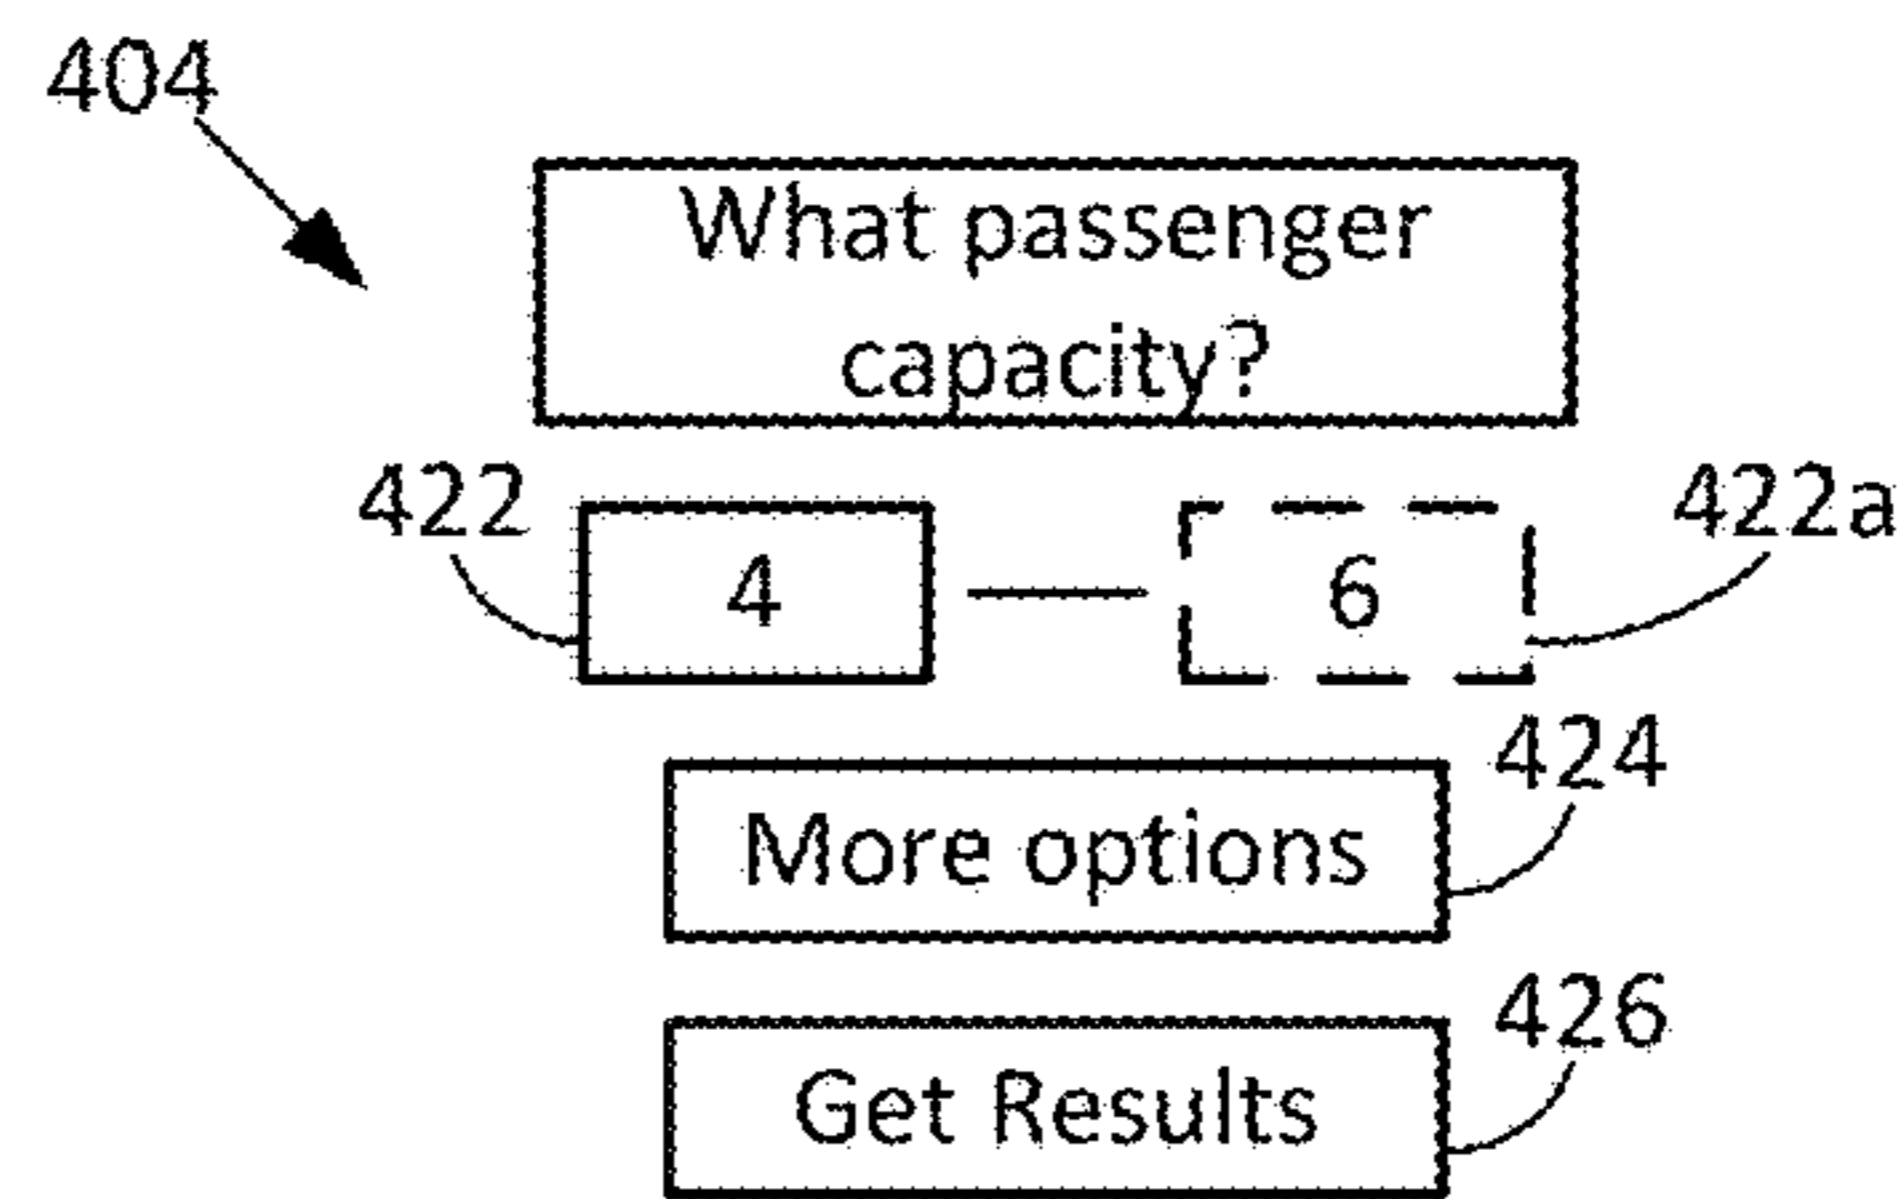 404
What passenger
capacity?
422 4 — 6 422a
424
More options
426
Get Results